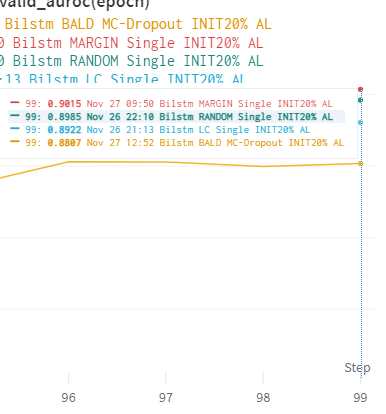 valid_auroc(epoch)
Bilstm BALD MC-Dropout INIT20% AL
0 Bilstm MARGIN Single INIT20% AL
0 Bilstm RANDOM Single INIT20% AL
:13 Bilstm LC Single INIT20% AL
99: 0.9015 Nov 27 09:50 Bilstm MARGIN Single INIT20% AL
99: 0.8985 Nov 26 22:10 Bilstm RANDOM Single INIT20% AL
99: 0.8922 Nov 26 21:13 Bilstm LC Single INIT20% AL
99: 0.8807 Nov 27 12:52 Bilstm BALD MC-Dropout INIT20% AL
Step
96 97 98 99